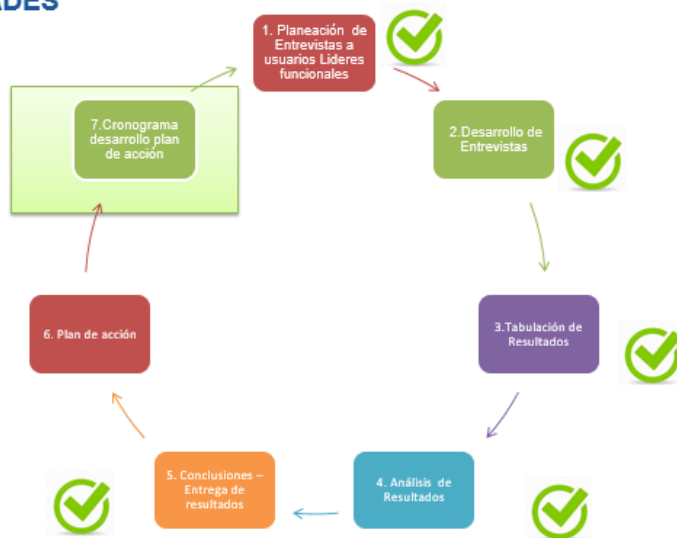 1. Planeación de
Entrevistas a
usuarios Lideres
funcionales
2.Desarrollo de
Entrevistas
3.Tabulación de
Resultados
4. Análisis de
Resultados
5. Conclusiones –
Entrega de
resultados
6. Plan de acción
7.Cronograma
desarrollo plan
de acción